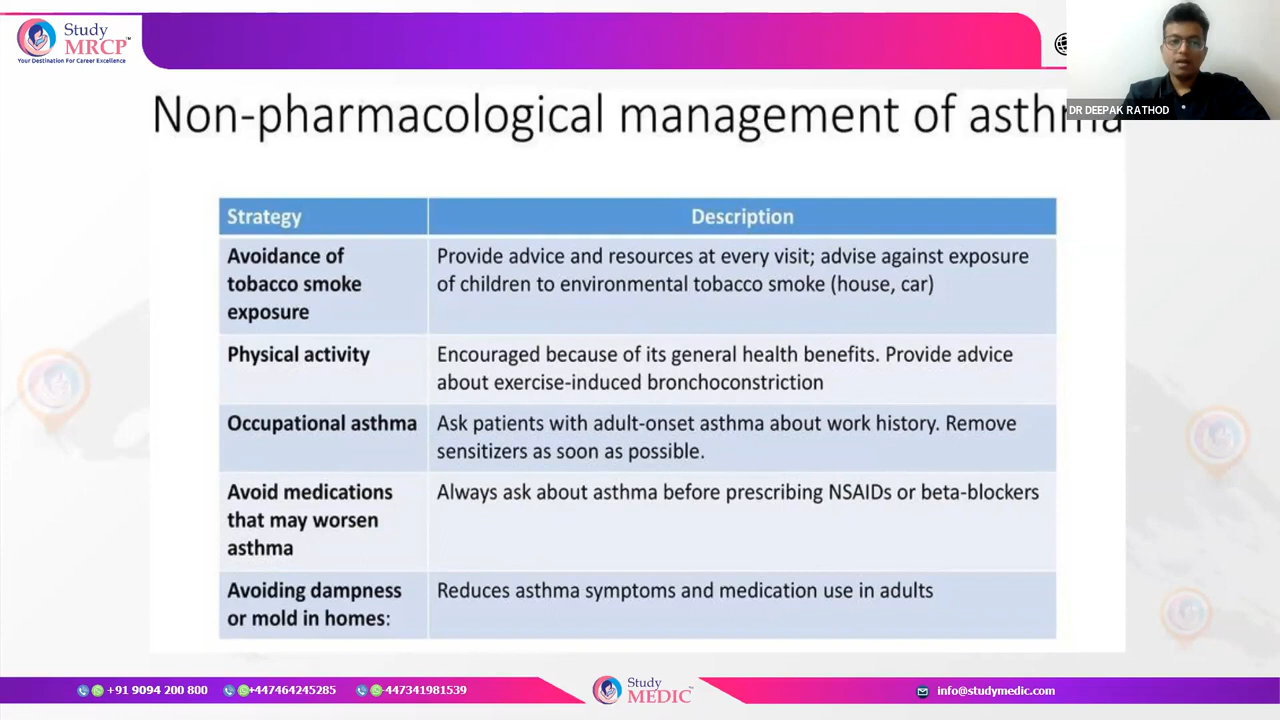 Study
MRCP™
Your Destination For Career Excellence
DR DEEPAK RATHOD
Non-pharmacological management of asthma
Strategy
Description
Avoidance of
tobacco smoke
exposure
Provide advice and resources at every visit; advise against exposure
of children to environmental tobacco smoke (house, car)
Physical activity
Encouraged because of its general health benefits. Provide advice
about exercise-induced bronchoconstriction
Occupational asthma
Ask patients with adult-onset asthma about work history. Remove
sensitizers as soon as possible.
Avoid medications
that may worsen
asthma
Always ask about asthma before prescribing NSAIDs or beta-blockers
Avoiding dampness
or mold in homes:
Reduces asthma symptoms and medication use in adults
+91 9094 200 800
+447464245285
-447341981539
Study
MEDIC™
info@studymedic.com